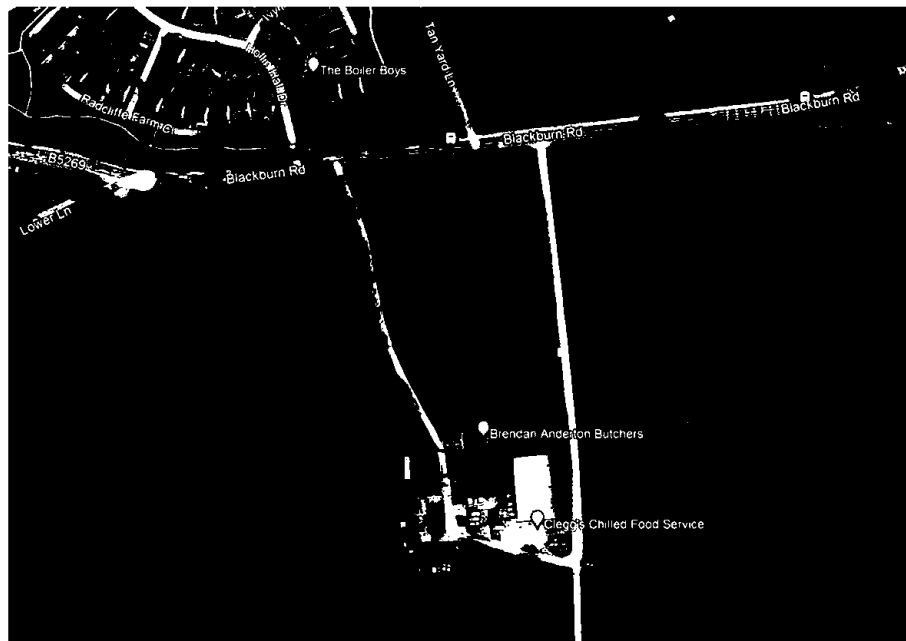 The Boiler Boys
Tan Yard Ln
Radcliffe Farm Cl
Blackburn Rd
Blackburn Rd
B5269
Blackburn Rd
Lower Ln
Brendan Anderton Butchers
Clegg's Chilled Food Service